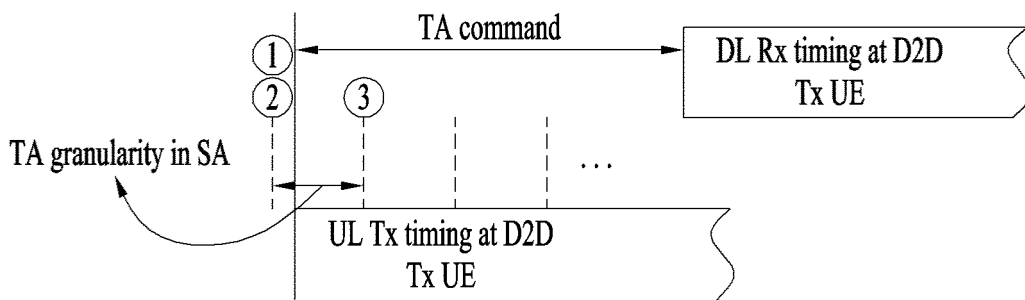 TA command
DL Rx timing at D2D
Tx UE
1
2
3
TA granularity in SA
...
UL Tx timing at D2D
Tx UE